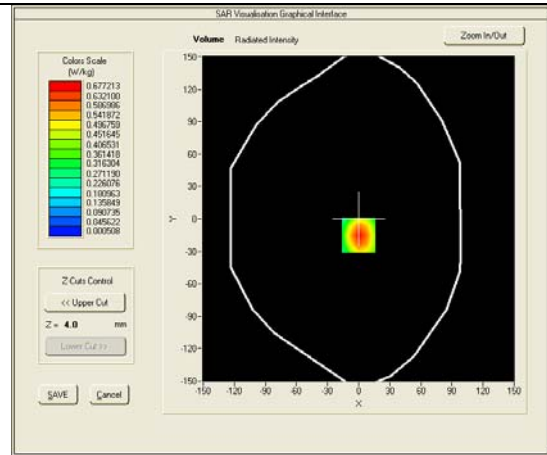 SAR Visualisation Graphical Interface
Volume Radiated Intensity
Zoom In/Out
Colors Scale
(W/kg)
0.677213
0.632100
0.586986
0.541872
0.496759
0.451645
0.406531
0.361418
0.316304
0.271190
0.226076
0.180963
0.135849
0.090735
0.045622
0.000508
Z Cuts Control
<< Upper Cut
Z = 4.0 mm
Lower Cut >>
SAVE
Cancel
150
120
90
60
30
0
-30
-60
-90
-120
-150
Y
-150 -120 -90 -60 -30 0 30 60 90 120 150
X